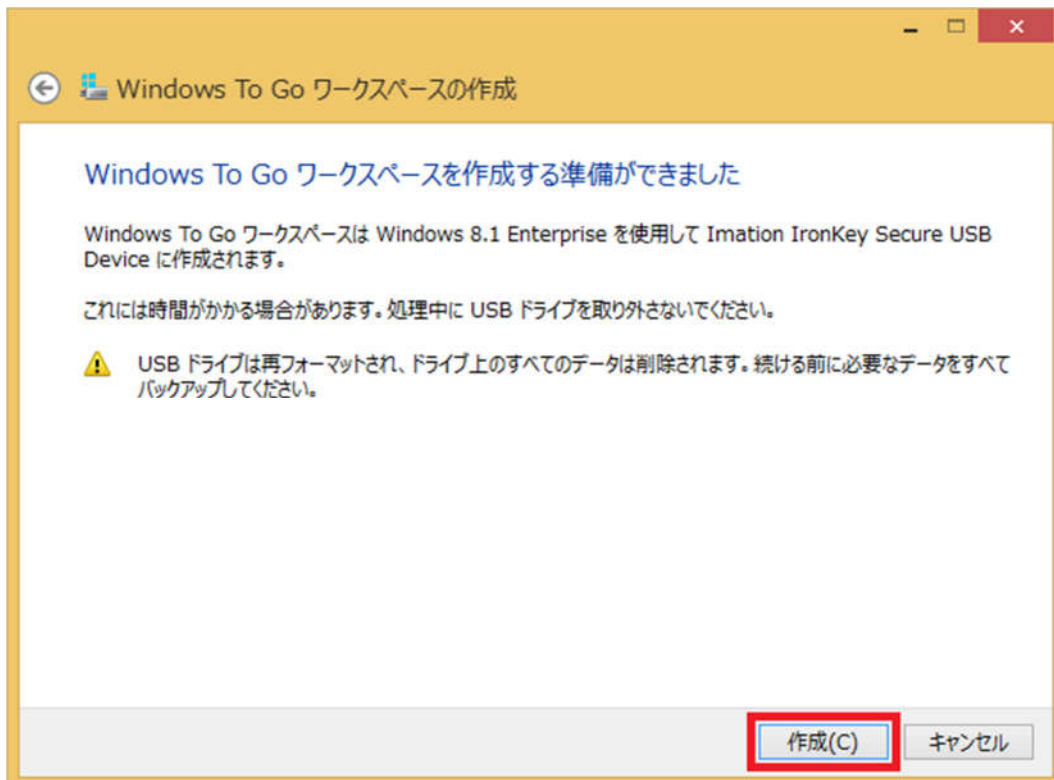 Windows To Go ワークスペースの作成
Windows To Go ワークスペースを作成する準備ができました
Windows To Go ワークスペースは Windows 8.1 Enterprise を使用して Imation IronKey Secure USB
Device に作成されます。
これには時間がかかる場合があります。処理中に USB ドライブを取り外さないでください。
USB ドライブは再フォーマットされ、ドライブ上のすべてのデータは削除されます。続ける前に必要なデータをすべて
バックアップしてください。
作成(C)
キャンセル